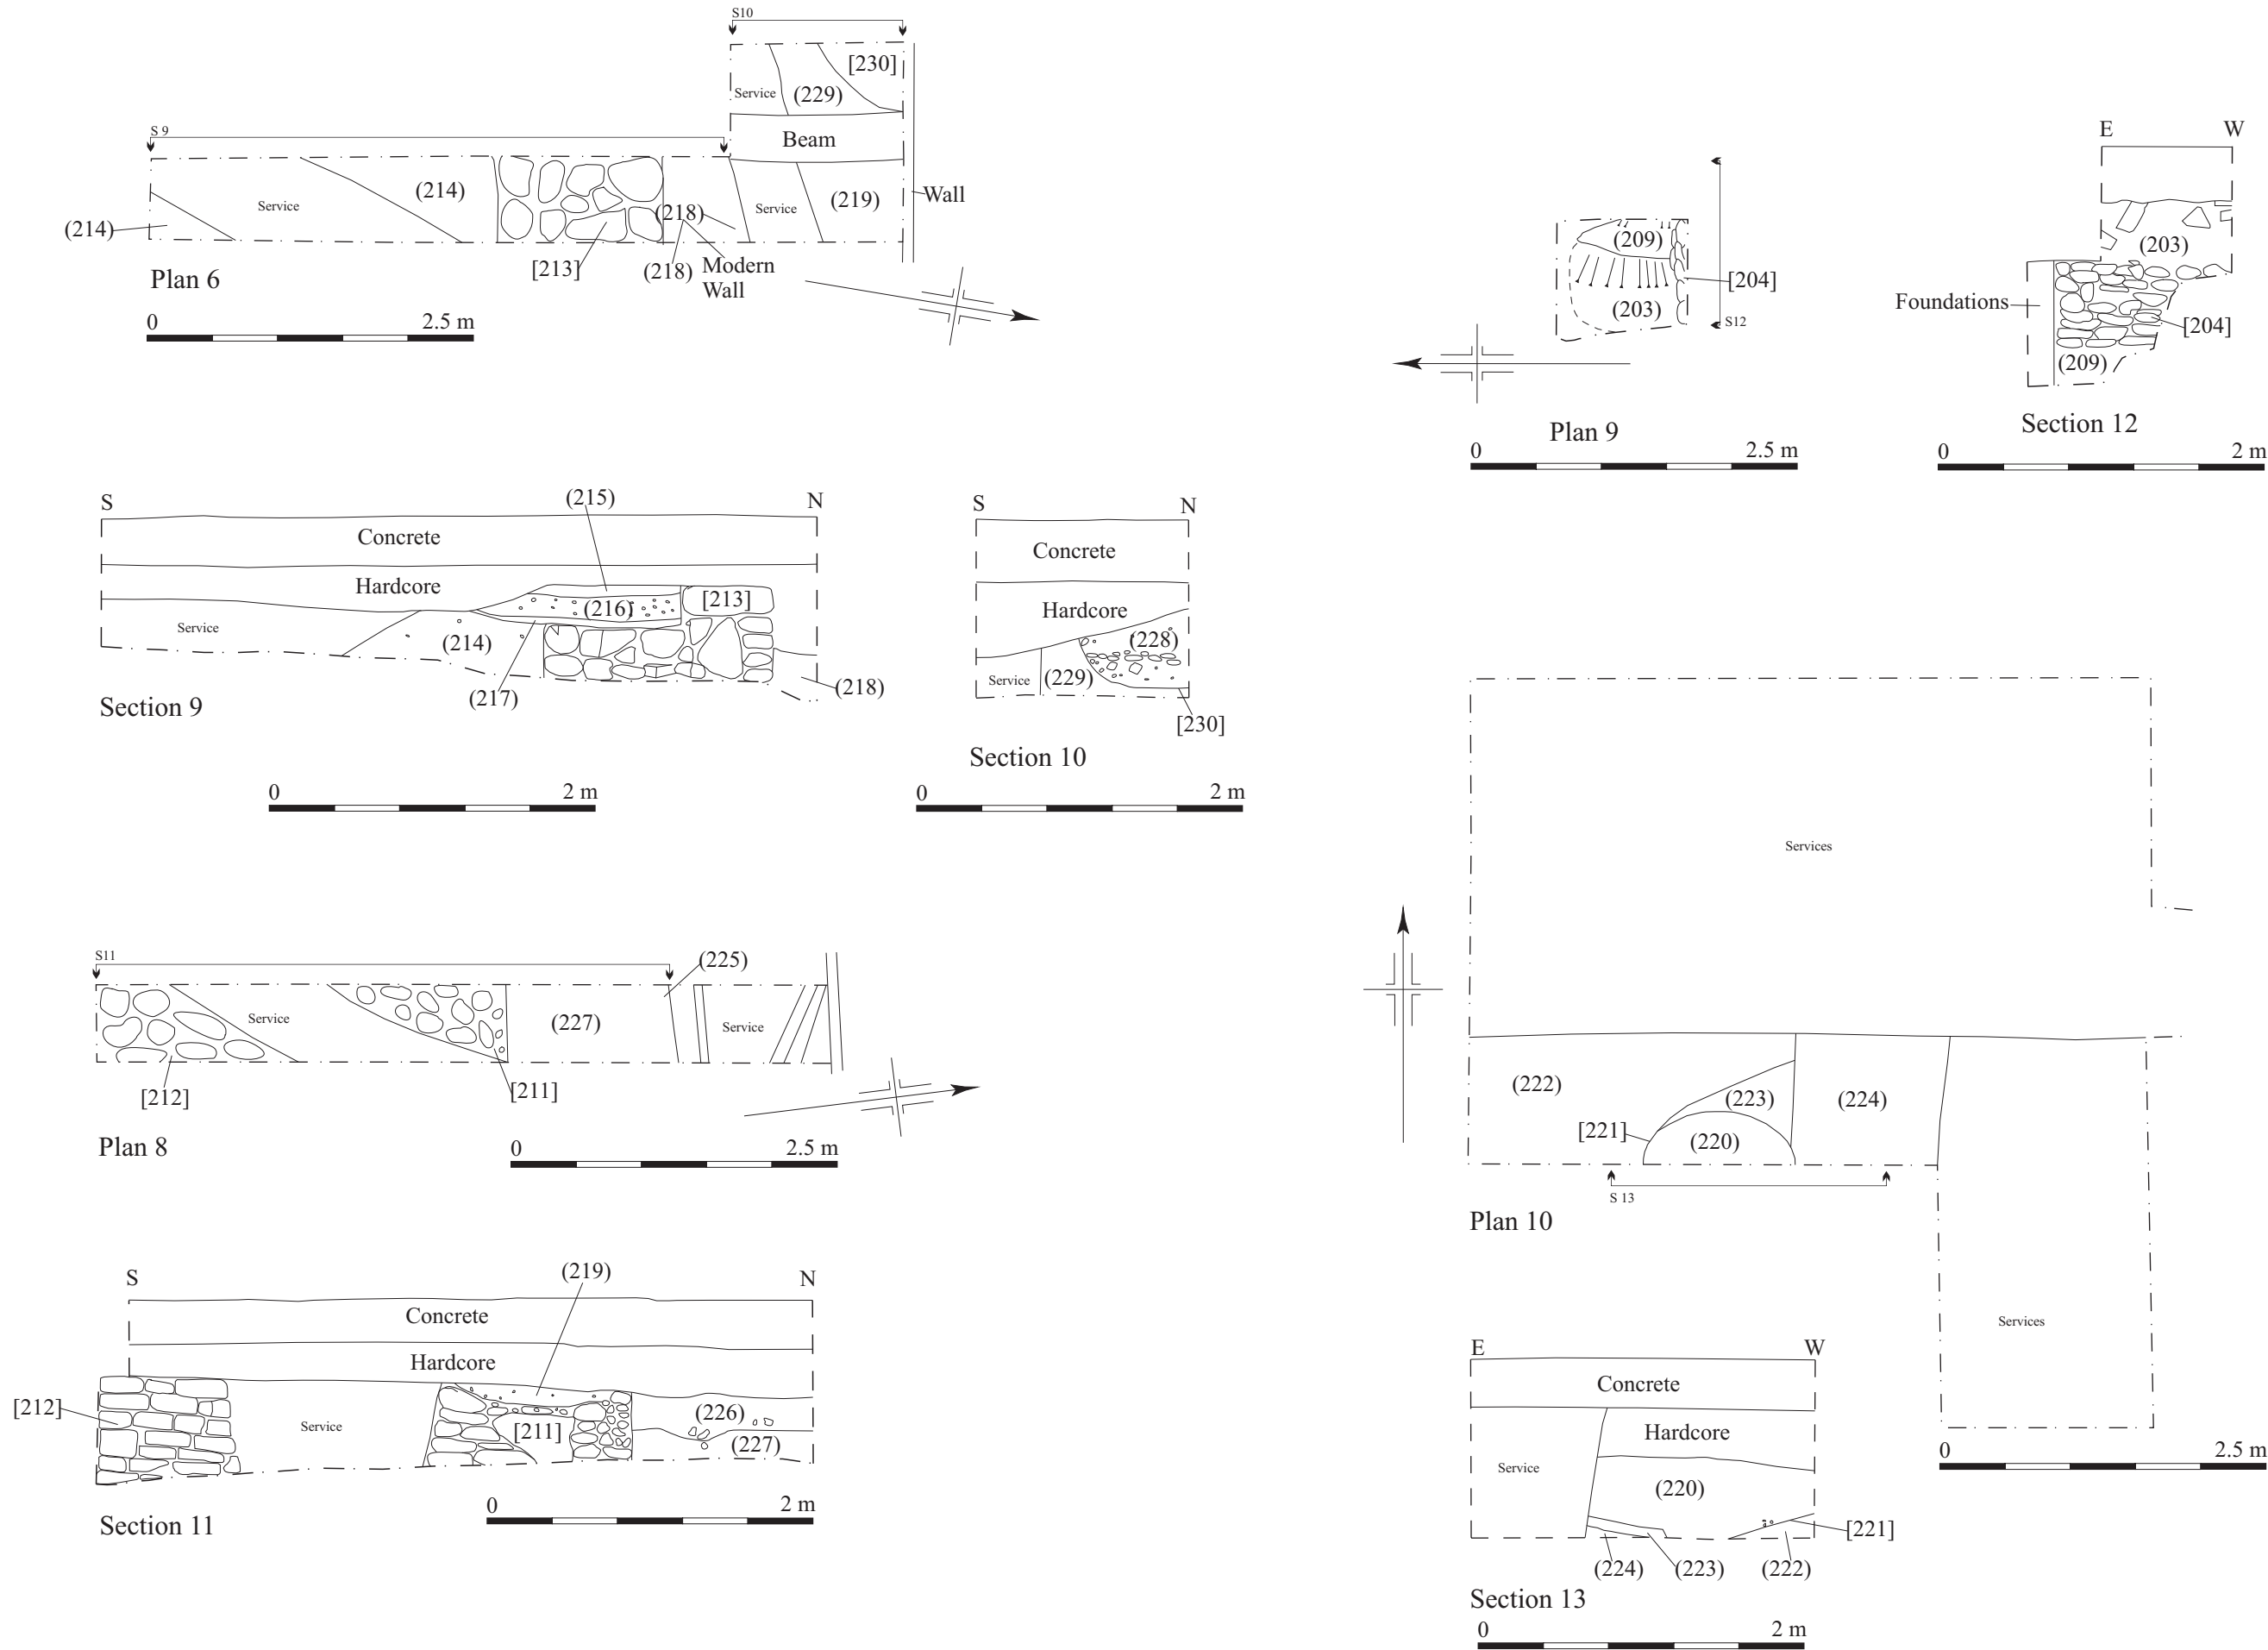 S10
[230]
Service
(229)
Beam
S 9
(214)
Service
(214)
(218)
Service
(219)
Wall
[213]
(218)
Modern
Wall
Plan 6
0 2.5 m
(209)
[204]
(203)
S12
Plan 9
0 2.5 m
E W
(203)
Foundations
[204]
(209)
Section 12
0 2 m
S N
(215)
Concrete
Hardcore
(216)
[213]
Service
(214)
(217)
(218)
Section 9
0 2 m
S N
Concrete
Hardcore
(228)
Service
(229)
[230]
Section 10
0 2 m
S11
(225)
Service
(227)
Service
[212]
[211]
Plan 8
0 2.5 m
S N
(219)
Concrete
Hardcore
[212]
Service
[211]
(226)
(227)
Section 11
0 2 m
Services
(222)
(223)
(224)
[221]
(220)
S 13
Plan 10
Services
0 2.5 m
E W
Concrete
Hardcore
Service
(220)
[221]
(224)
(223)
(222)
Section 13
0 2 m